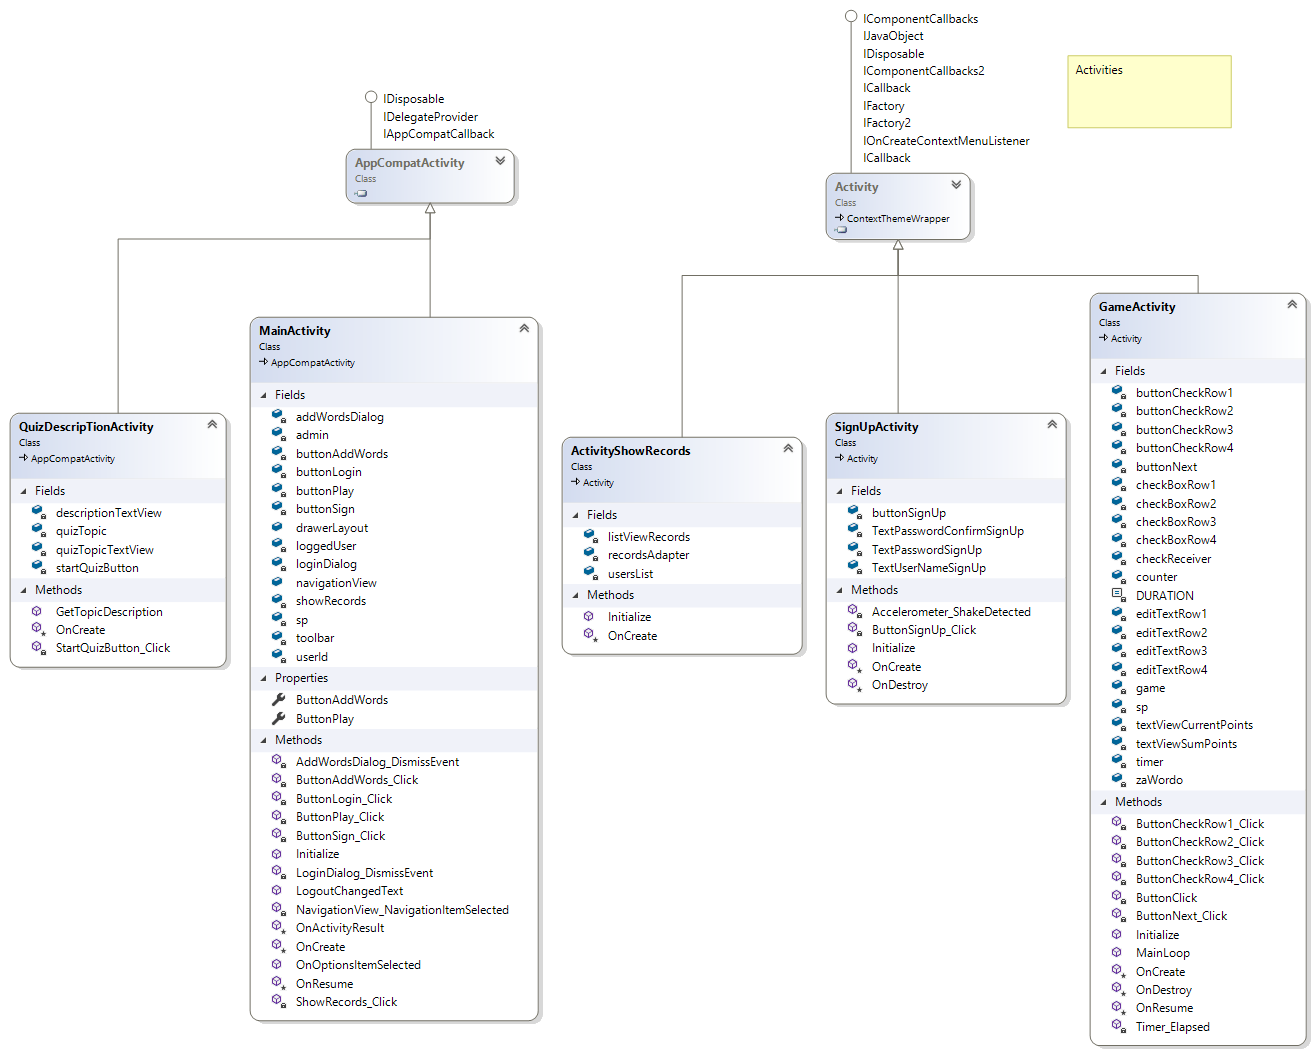 IDisposable
IDelegateProvider
IAppCompatCallback
AppCompatActivity
Class
IComponentCallbacks
IJavaObject
IDisposable
IComponentCallbacks2
ICallback
IFactory
IFactory2
IOnCreateContextMenuListener
ICallback
Activity
Class
ContextThemeWrapper
Activities
QuizDescripTionActivity
Class
AppCompatActivity
Fields
descriptionTextView
quizTopic
quizTopicTextView
startQuizButton
Methods
GetTopicDescription
OnCreate
StartQuizButton_Click
MainActivity
Class
AppCompatActivity
Fields
addWordsDialog
admin
buttonAddWords
buttonLogin
buttonPlay
buttonSign
drawerLayout
loggedUser
loginDialog
navigationView
showRecords
sp
toolbar
userId
Properties
ButtonAddWords
ButtonPlay
Methods
AddWordsDialog_DismissEvent
ButtonAddWords_Click
ButtonLogin_Click
ButtonPlay_Click
ButtonSign_Click
Initialize
LoginDialog_DismissEvent
LogoutChangedText
NavigationView_NavigationItemSelected
OnActivityResult
OnCreate
OnOptionsItemSelected
OnResume
ShowRecords_Click
ActivityShowRecords
Class
Activity
Fields
listViewRecords
recordsAdapter
usersList
Methods
Initialize
OnCreate
SignUpActivity
Class
Activity
Fields
buttonSignUp
TextPasswordConfirmSignUp
TextPasswordSignUp
TextUserNameSignUp
Methods
Accelerometer_ShakeDetected
ButtonSignUp_Click
Initialize
OnCreate
OnDestroy
GameActivity
Class
Activity
Fields
buttonCheckRow1
buttonCheckRow2
buttonCheckRow3
buttonCheckRow4
buttonNext
checkBoxRow1
checkBoxRow2
checkBoxRow3
checkBoxRow4
checkReceiver
counter
DURATION
editTextRow1
editTextRow2
editTextRow3
editTextRow4
game
sp
textViewCurrentPoints
textViewSumPoints
timer
zaWordo
Methods
ButtonCheckRow1_Click
ButtonCheckRow2_Click
ButtonCheckRow3_Click
ButtonCheckRow4_Click
ButtonClick
ButtonNext_Click
Initialize
MainLoop
OnCreate
OnDestroy
OnResume
Timer_Elapsed